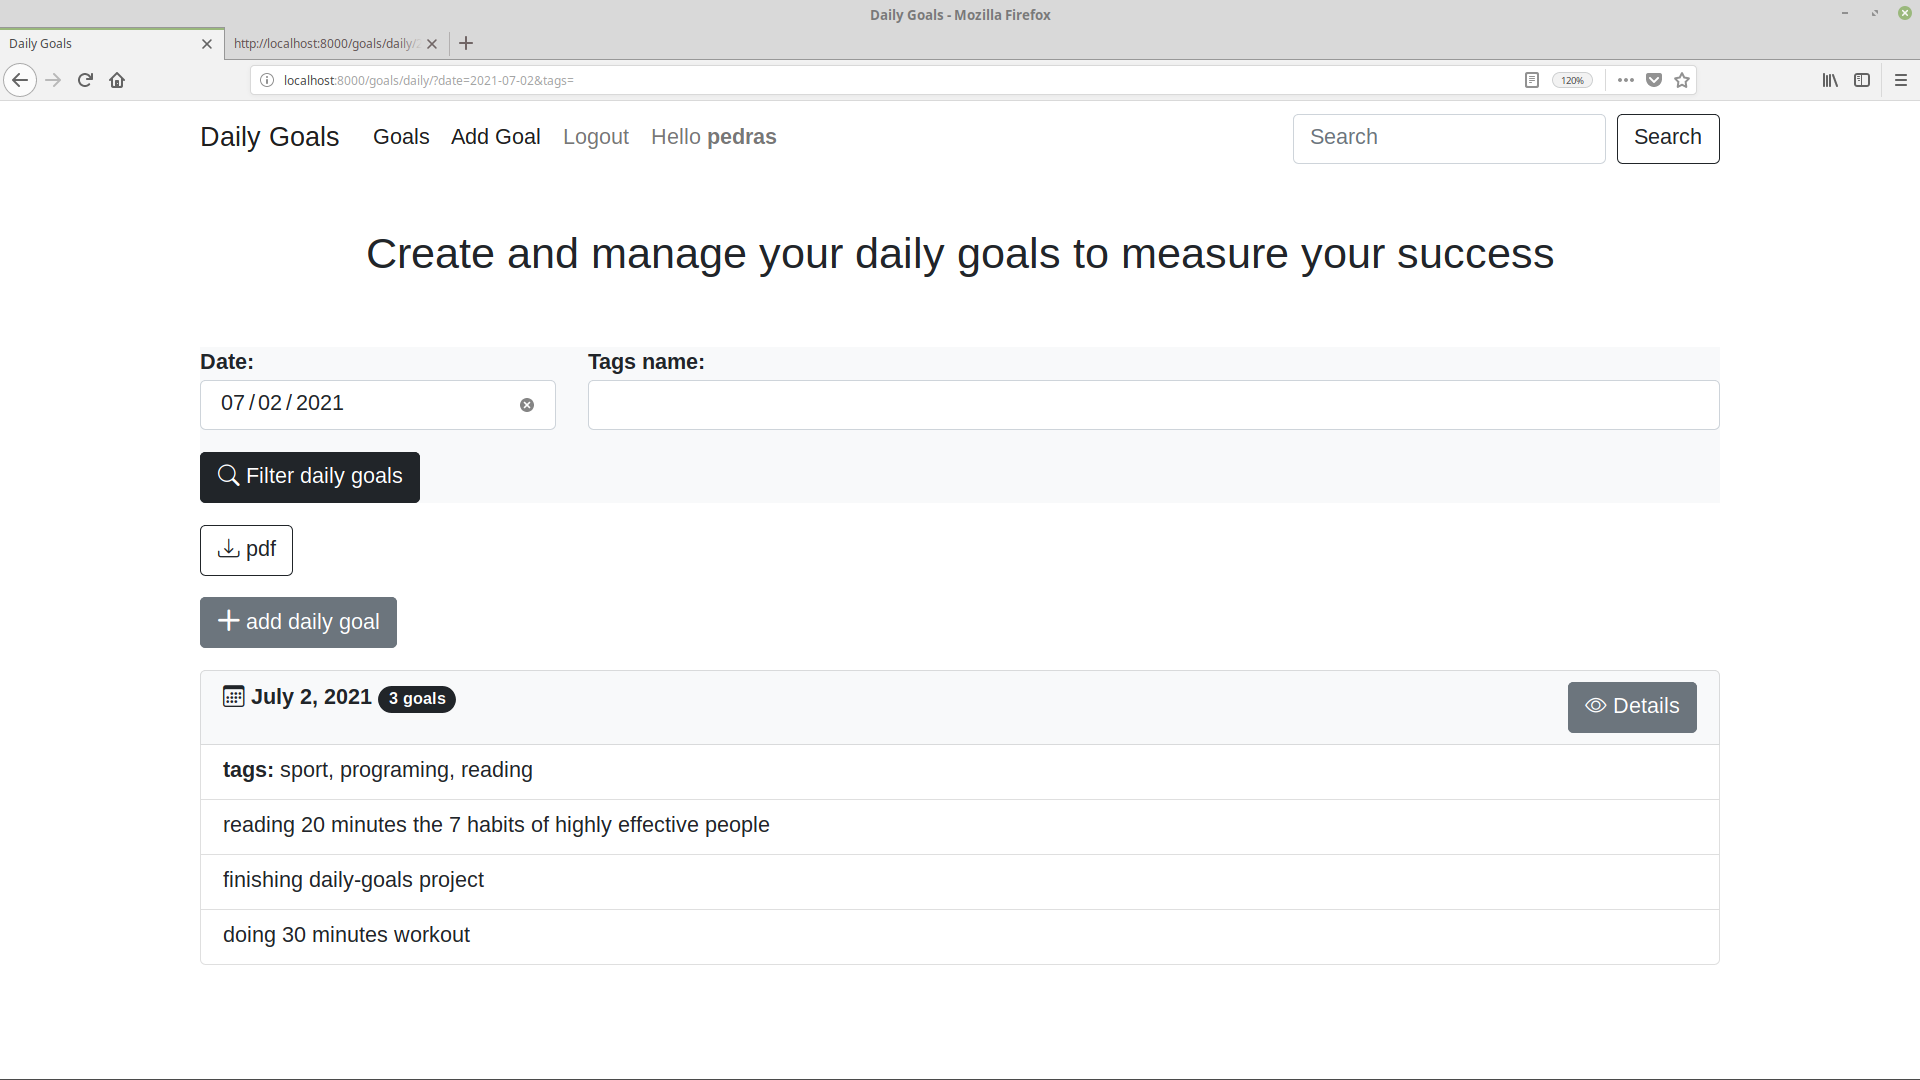 Daily Goals - Mozilla Firefox
Daily Goals
http://localhost:8000/goals/daily/
localhost:8000/goals/daily/?date=2021-07-02&tags=
120%
Daily Goals Goals Add Goal Logout Hello pedras
Search
Search
Create and manage your daily goals to measure your success
Date:
Tags name:
07/02/2021
Filter daily goals
pdf
add daily goal
July 2, 2021 3 goals
Details
tags: sport, programing, reading
reading 20 minutes the 7 habits of highly effective people
finishing daily-goals project
doing 30 minutes workout